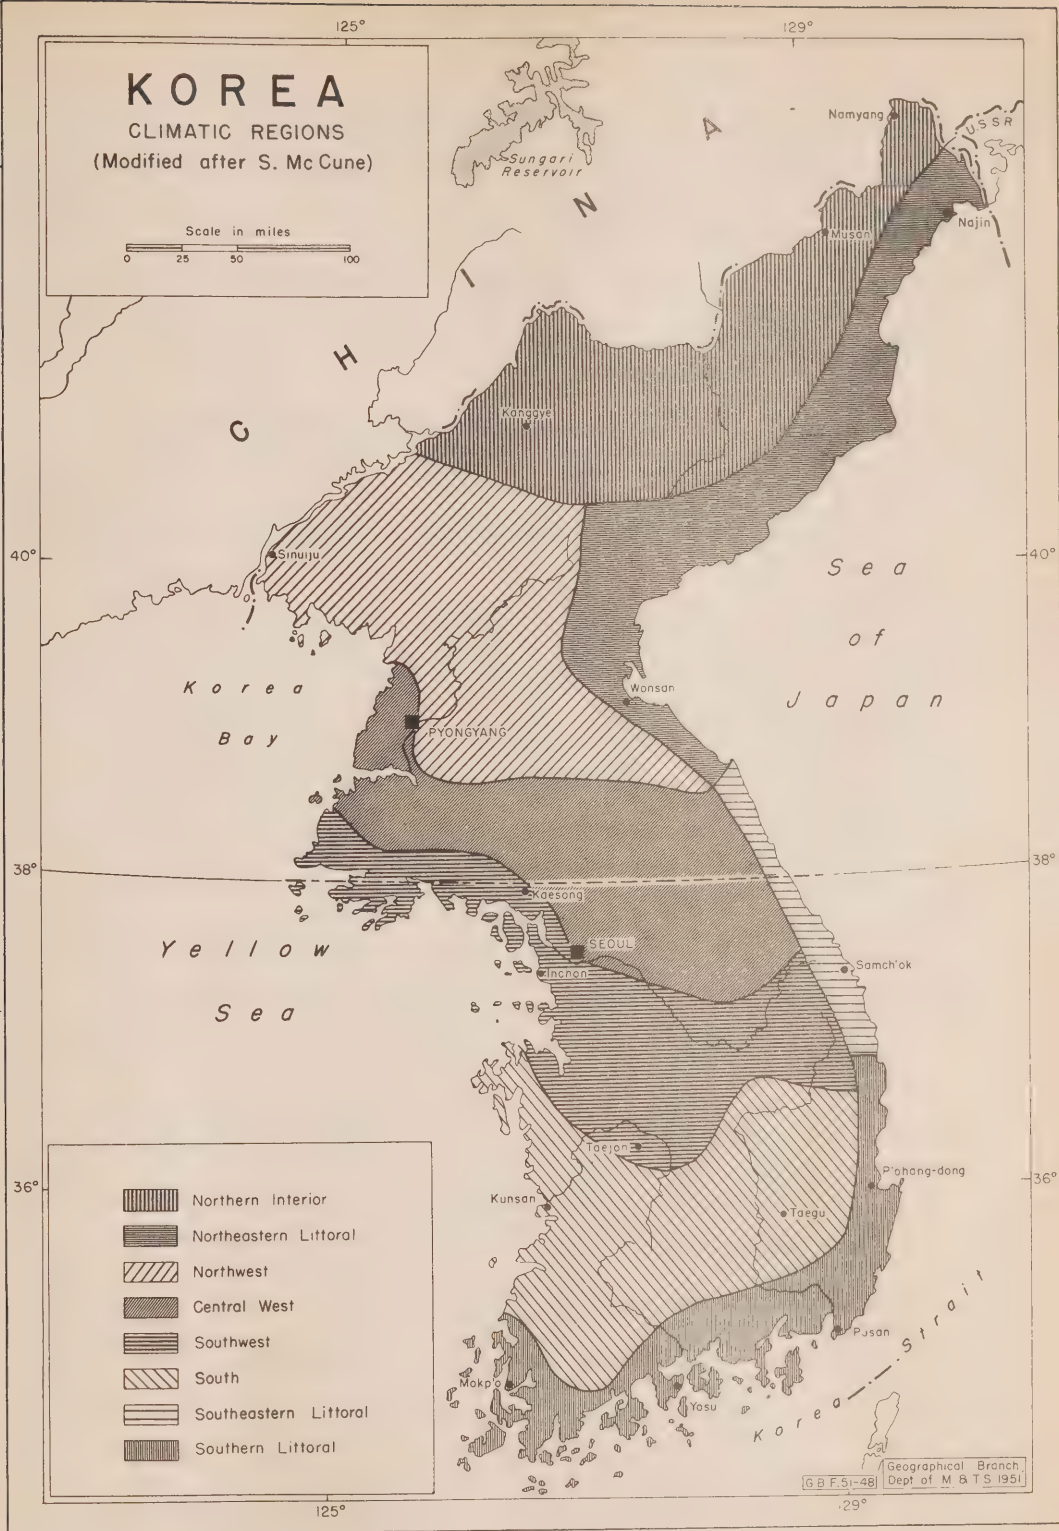 125°
129°
KOREA
CLIMATIC REGIONS
(Modified after S. Mc Cune)
Scale in miles
0 25 50 100
Sungari
Reservoir
CHINA
U.S.S.R
Namyang
Musan
Najin
Kanggye
40°
Sinuiju
40°
Sea
of
Japan
Korea
Bay
Wonsan
PYONGYANG
38°
38°
Kaesong
SEOUL
Inchon
Samch'ok
Yellow
Sea
Taejon
36°
36°
P'ohang-dong
Kunsan
Taegu
Pusan
Mokp'o
Yosu
Korea Strait
Northern Interior
Northeastern Littoral
Northwest
Central West
Southwest
South
Southeastern Littoral
Southern Littoral
G B F. 51-48
Geographical Branch,
Dept of M & T S 1951
125°
29°